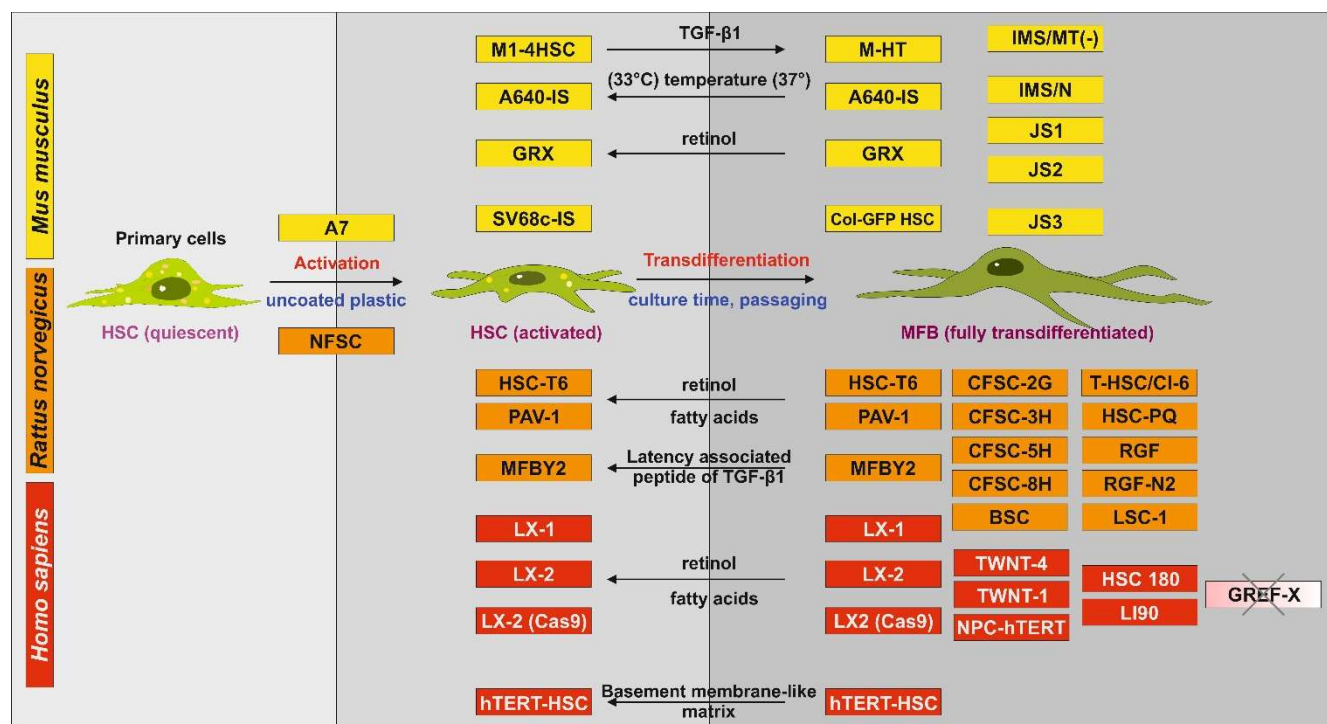 Mus musculus
Rattus norvegicus
Homo sapiens
M1-4HSC
TGF-β1
M-HT
IMS/MT(-)
A640-IS
(33°C) temperature (37°)
A640-IS
IMS/N
GRX
retinol
GRX
JS1
JS2
SV68c-IS
Col-GFP HSC
JS3
A7
Primary cells
Activation
uncoated plastic
Transdifferentiation
culture time, passaging
HSC (quiescent)
NFSC
HSC (activated)
MFB (fully transdifferentiated)
HSC-T6
PAV-1
retinol
fatty acids
HSC-T6
PAV-1
MFBY2
Latency associated
peptide of TGF-β1
MFBY2
CFSC-2G
CFSC-3H
CFSC-5H
CFSC-8H
BSC
T-HSC/Cl-6
HSC-PQ
RGF
RGF-N2
LSC-1
LX-1
LX-2
LX-2 (Cas9)
retinol
fatty acids
LX-1
LX-2
LX2 (Cas9)
TWNT-4
TWNT-1
NPC-hTERT
HSC 180
LI90
GREF-X
hTERT-HSC
Basement membrane-like
matrix
hTERT-HSC